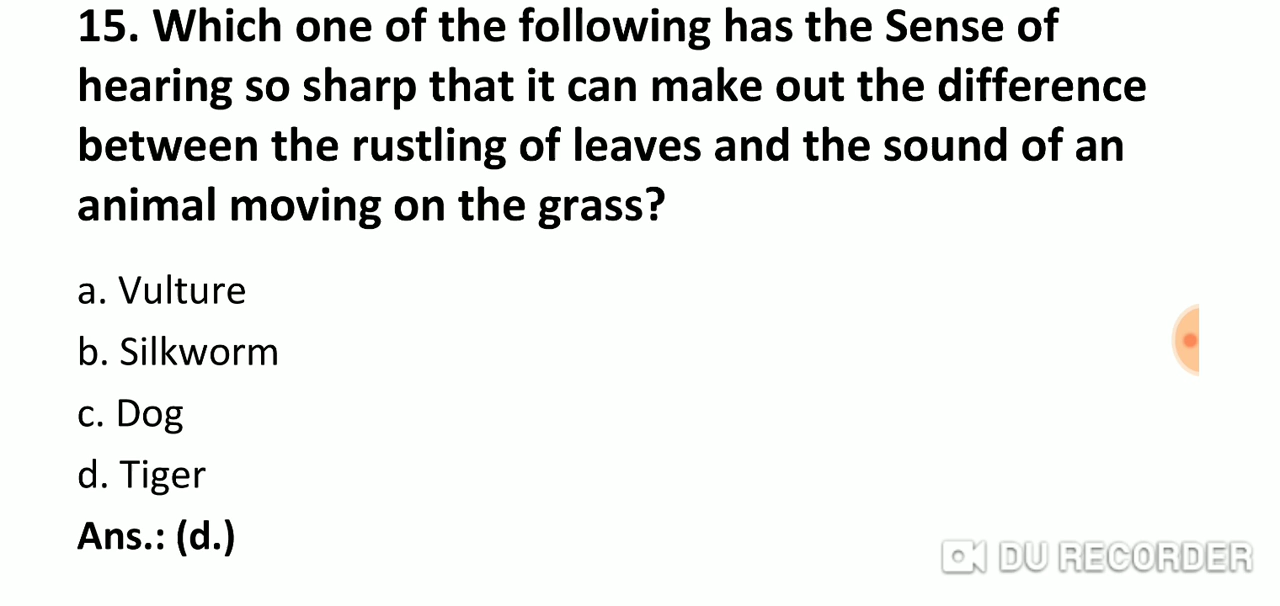 15. Which one of the following has the Sense of
hearing so sharp that it can make out the difference
between the rustling of leaves and the sound of an
animal moving on the grass?
a. Vulture
b. Silkworm
c. Dog
d. Tiger
Ans.: (d.)
DU RECORDER